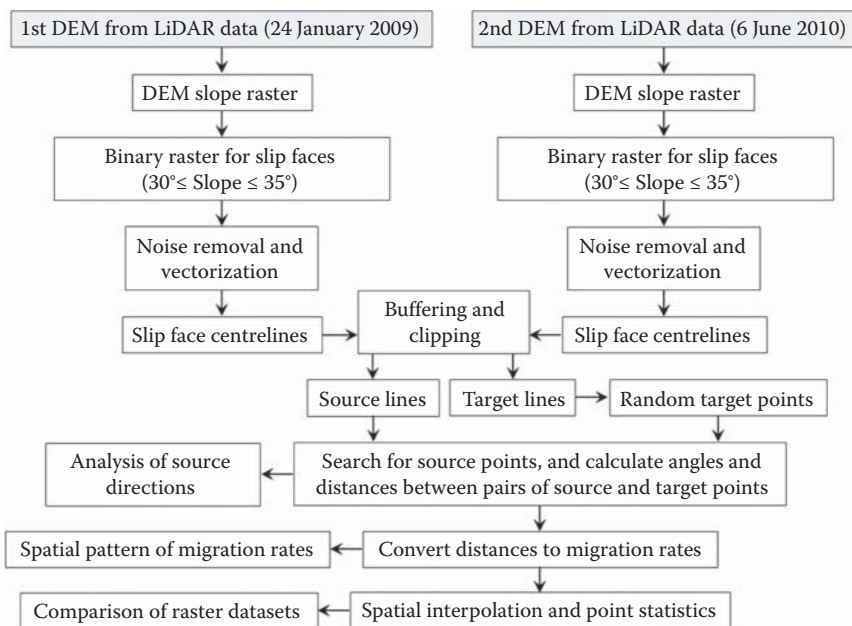 1st DEM from LiDAR data (24 January 2009)
2nd DEM from LiDAR data (6 June 2010)
DEM slope raster
DEM slope raster
Binary raster for slip faces
(30°≤ Slope ≤ 35°)
Binary raster for slip faces
(30°≤ Slope ≤ 35°)
Noise removal and
vectorization
Noise removal and
vectorization
Slip face centrelines
Buffering and
clipping
Slip face centrelines
Source lines
Target lines
Random target points
Analysis of source
directions
Search for source points, and calculate angles and
distances between pairs of source and target points
Spatial pattern of migration rates
Convert distances to migration rates
Comparison of raster datasets
Spatial interpolation and point statistics